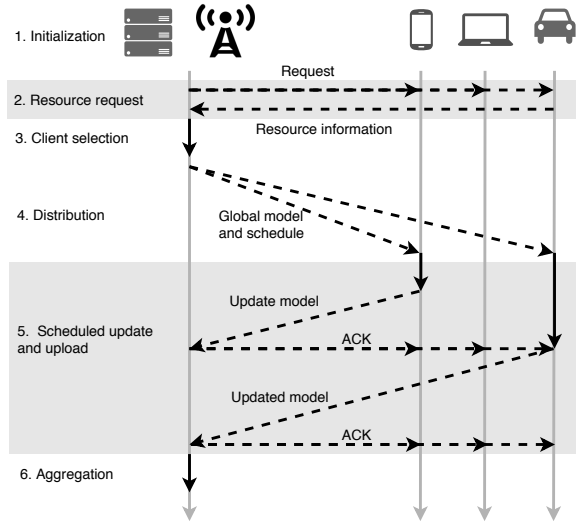 1. Initialization
Request
2. Resource request
Resource information
3. Client selection
4. Distribution
Global model
and schedule
Update model
5. Scheduled update
and upload
ACK
Updated model
ACK
6. Aggregation